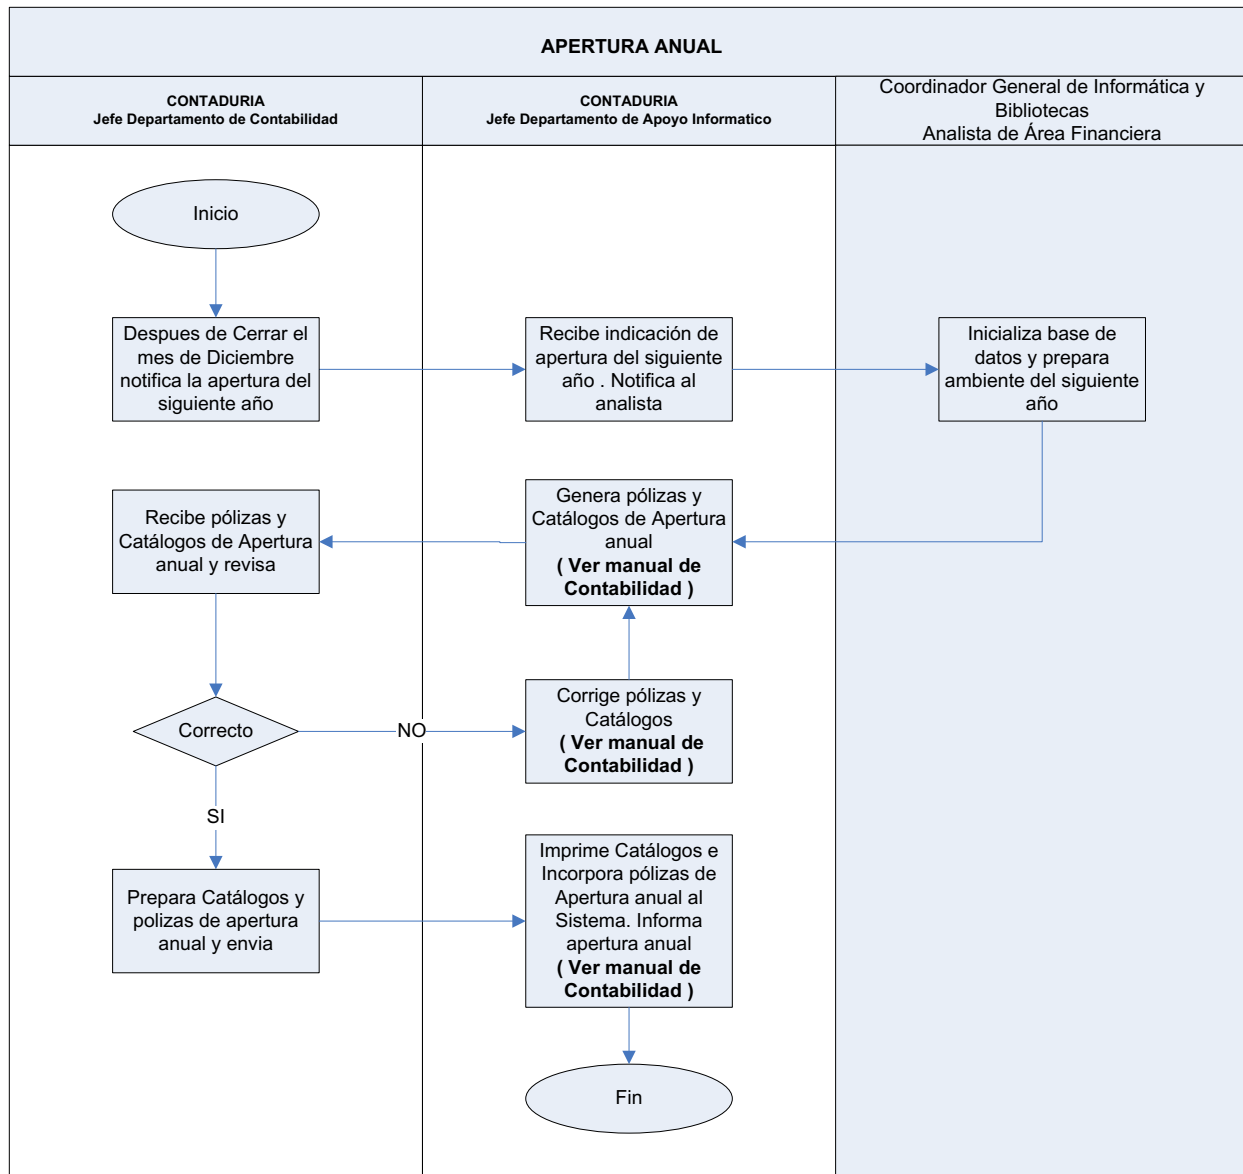 APERTURA ANUAL
CONTADURIA
Jefe Departamento de Contabilidad
CONTADURIA
Jefe Departamento de Apoyo Informatico
Coordinador General de Informática y
Bibliotecas
Analista de Área Financiera
Inicio
Despues de Cerrar el
mes de Diciembre
notifica la apertura del
siguiente año
Recibe indicación de
apertura del siguiente
año . Notifica al
analista
Inicializa base de
datos y prepara
ambiente del siguiente
año
Recibe pólizas y
Catálogos de Apertura
anual y revisa
Genera pólizas y
Catálogos de Apertura
anual
( Ver manual de
Contabilidad )
Correcto
NO
Corrige pólizas y
Catálogos
( Ver manual de
Contabilidad )
SI
Prepara Catálogos y
polizas de apertura
anual y envia
Imprime Catálogos e
Incorpora pólizas de
Apertura anual al
Sistema. Informa
apertura anual
( Ver manual de
Contabilidad )
Fin